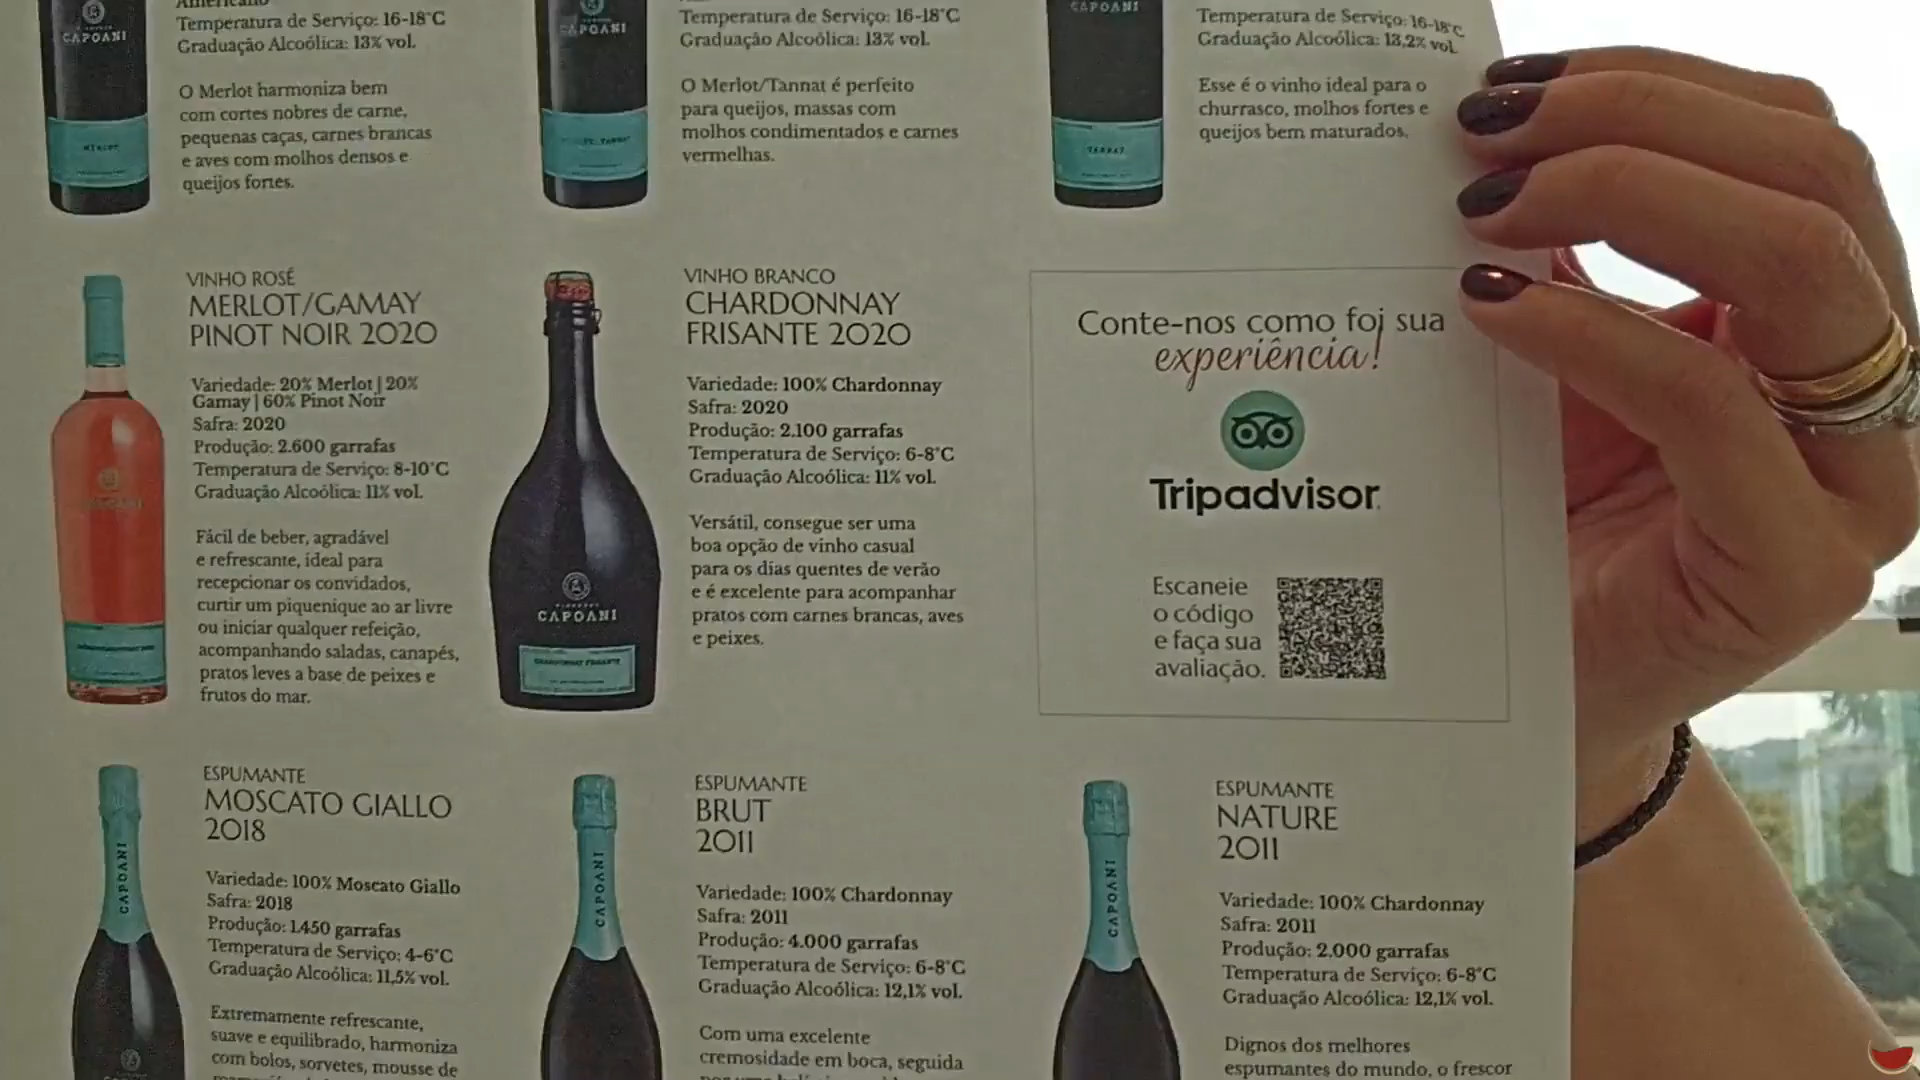 Temperatura de Serviço: 16-18°C
Graduação Alcoólica: 13% vol.
O Merlot harmoniza bem
com cortes nobres de carne,
pequenas caças, carnes brancas
e aves com molhos densos e
queijos fortes.
CAPOANI
MERLOT
Temperatura de Serviço: 16-18°C
Graduação Alcoólica: 13% vol.
O Merlot/Tannat é perfeito
para queijos, massas com
molhos condimentados e carnes
vermelhas.
CAPOANI
Temperatura de Serviço: 16-18°C
Graduação Alcoólica: 13,2% vol.
Esse é o vinho ideal para o
churrasco, molhos fortes e
queijos bem maturados.
CAPOANI
TANNAT
VINHO ROSÉ
MERLOT/GAMAY
PINOT NOIR 2020
Variedade: 20% Merlot | 20%
Gamay | 60% Pinot Noir
Safra: 2020
Produção: 2.600 garrafas
Temperatura de Serviço: 8-10°C
Graduação Alcoólica: 11% vol.
Fácil de beber, agradável
e refrescante, ideal para
recepcionar os convidados,
curtir um piquenique ao ar livre
ou iniciar qualquer refeição,
acompanhando saladas, canapés,
pratos leves a base de peixes e
frutos do mar.
VINHO BRANCO
CHARDONNAY
FRISANTE 2020
Variedade: 100% Chardonnay
Safra: 2020
Produção: 2.100 garrafas
Temperatura de Serviço: 6-8°C
Graduação Alcoólica: 11% vol.
Versátil, consegue ser uma
boa opção de vinho casual
para os dias quentes de verão
e é excelente para acompanhar
pratos com carnes brancas, aves
e peixes.
CAPOANI
CHARDONNAY FRISANTE
Conte-nos como foi sua
experiência!
Tripadvisor
Escaneie
o código
e faça sua
avaliação.
ESPUMANTE
MOSCATO GIALLO
2018
Variedade: 100% Moscato Giallo
Safra: 2018
Produção: 1.450 garrafas
Temperatura de Serviço: 4-6°C
Graduação Alcoólica: 11,5% vol.
Extremamente refrescante,
suave e equilibrado, harmoniza
com bolos, sorvetes, mousse de
CAPOANI
ESPUMANTE
BRUT
2011
Variedade: 100% Chardonnay
Safra: 2011
Produção: 4.000 garrafas
Temperatura de Serviço: 6-8°C
Graduação Alcoólica: 12,1% vol.
Com uma excelente
cremosidade em boca, seguida
CAPOANI
ESPUMANTE
NATURE
2011
Variedade: 100% Chardonnay
Safra: 2011
Produção: 2.000 garrafas
Temperatura de Serviço: 6-8°C
Graduação Alcoólica: 12,1% vol.
Dignos dos melhores
espumantes do mundo, o frescor
CAPOANI